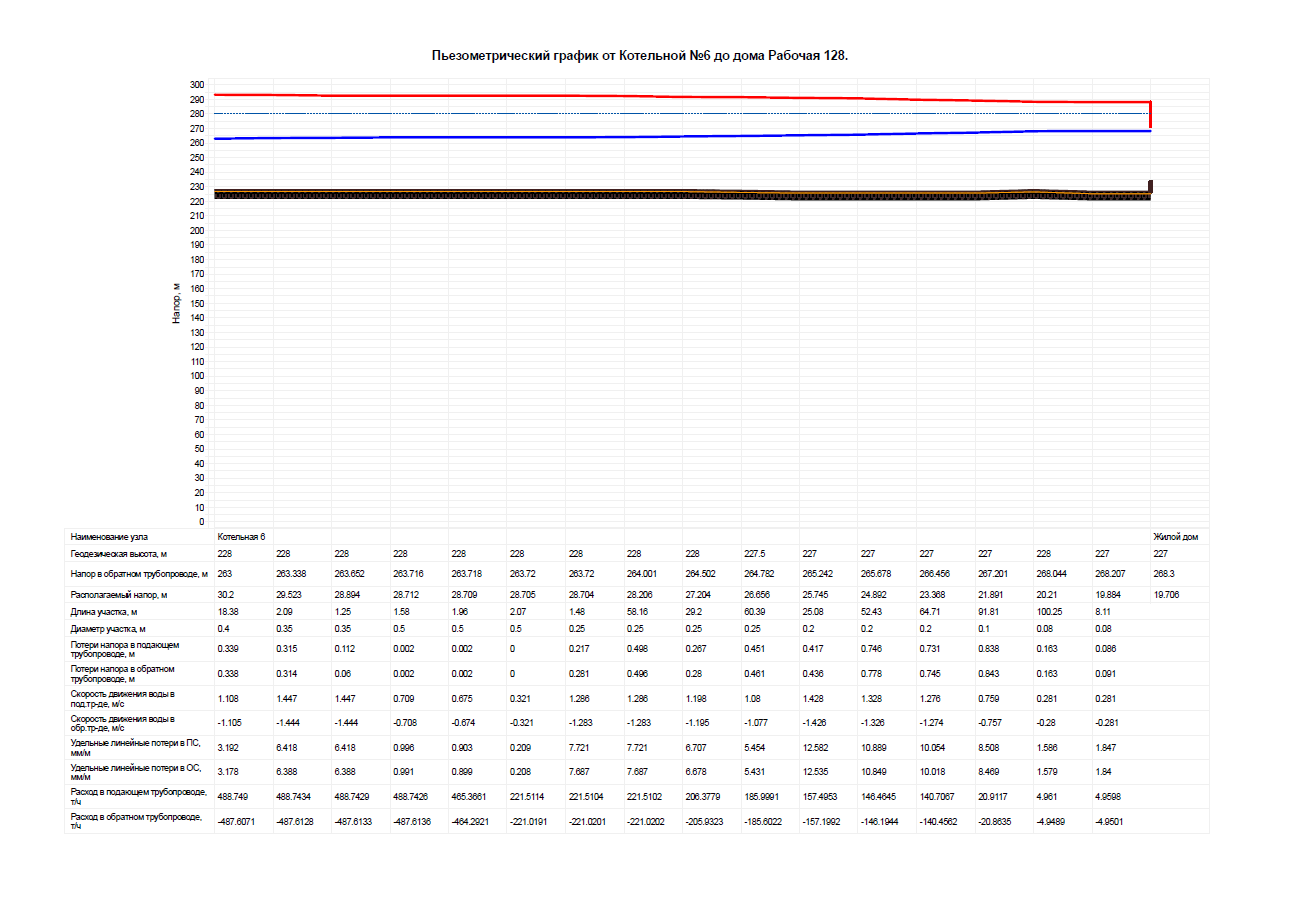 Пьезометрический график от Котельной №6 до дома Рабочая 128.
300
290
280
270
260
250
240
230
220
210
200
190
180
170
160
150
140
130
120
110
100
90
80
70
60
50
40
30
20
10
0
Напор, м
Наименование узла Котельная 6 Жилой дом
Геодезическая высота, м 228 228 228 228 228 228 228 228 228 227.5 227 227 227 227 228 227 227
Напор в обратном трубопроводе, м 263 263.338 263.652 263.716 263.718 263.72 263.72 264.001 264.502 264.782 265.242 265.678 266.456 267.201 268.044 268.207 268.3
Располагаемый напор, м 30.2 29.523 28.894 28.712 28.709 28.705 28.704 28.206 27.204 26.656 25.745 24.892 23.368 21.891 20.21 19.884 19.706
Длина участка, м 18.38 2.09 1.25 1.58 1.96 2.07 1.48 58.16 29.2 60.39 25.08 52.43 64.71 91.81 100.25 8.11
Диаметр участка, м 0.4 0.35 0.35 0.5 0.5 0.5 0.25 0.25 0.25 0.25 0.2 0.2 0.2 0.1 0.08 0.08
Потери напора в подающем
трубопроводе, м 0.339 0.315 0.112 0.002 0.002 0 0.217 0.498 0.267 0.451 0.417 0.746 0.731 0.838 0.163 0.086
Потери напора в обратном
трубопроводе, м 0.338 0.314 0.06 0.002 0.002 0 0.281 0.496 0.28 0.461 0.436 0.778 0.745 0.843 0.163 0.091
Скорость движения воды в
под.тр-де, м/с 1.108 1.447 1.447 0.709 0.675 0.321 1.286 1.286 1.198 1.08 1.428 1.328 1.276 0.759 0.281 0.281
Скорость движения воды в
обр.тр-де, м/с -1.105 -1.444 -1.444 -0.708 -0.674 -0.321 -1.283 -1.283 -1.195 -1.077 -1.426 -1.326 -1.274 -0.757 -0.28 -0.281
Удельные линейные потери в ПС,
мм/м 3.192 6.418 6.418 0.996 0.903 0.209 7.721 7.721 6.707 5.454 12.582 10.889 10.054 8.508 1.586 1.847
Удельные линейные потери в ОС,
мм/м 3.178 6.388 6.388 0.991 0.899 0.208 7.687 7.687 6.678 5.431 12.535 10.849 10.018 8.469 1.579 1.84
Расход в подающем трубопроводе,
т/ч 488.749 488.7434 488.7429 488.7426 465.3661 221.5114 221.5104 221.5102 206.3779 185.9991 157.4953 146.4645 140.7067 20.9117 4.961 4.9598
Расход в обратном трубопроводе,
т/ч -487.6071 -487.6128 -487.6133 -487.6136 -464.2921 -221.0191 -221.0201 -221.0202 -205.9323 -185.6022 -157.1992 -146.1944 -140.4562 -20.8635 -4.9489 -4.9501